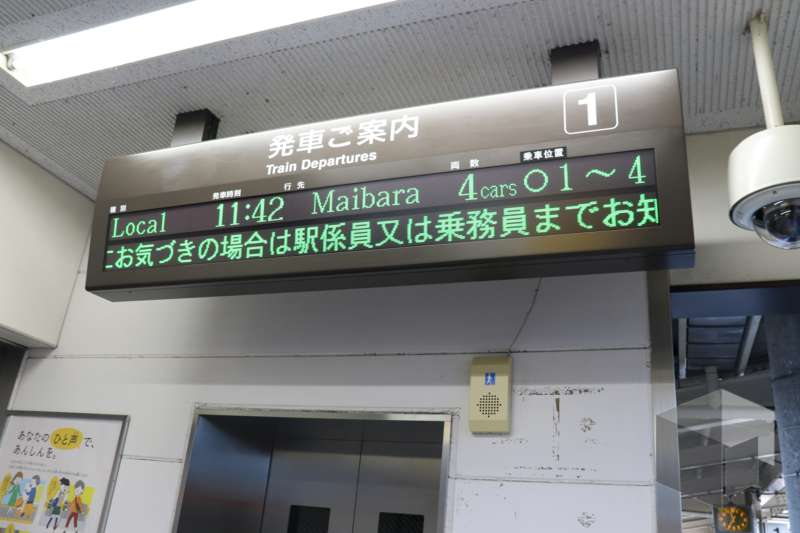 発車ご案内
Train Departures
1
種別 発車時刻 行先 両数 乗車位置
Local 11:42 Maibara 4cars ○1～4
にお気づきの場合は駅係員又は乗務員までお知
あなたのひと声で、
あんしんを。